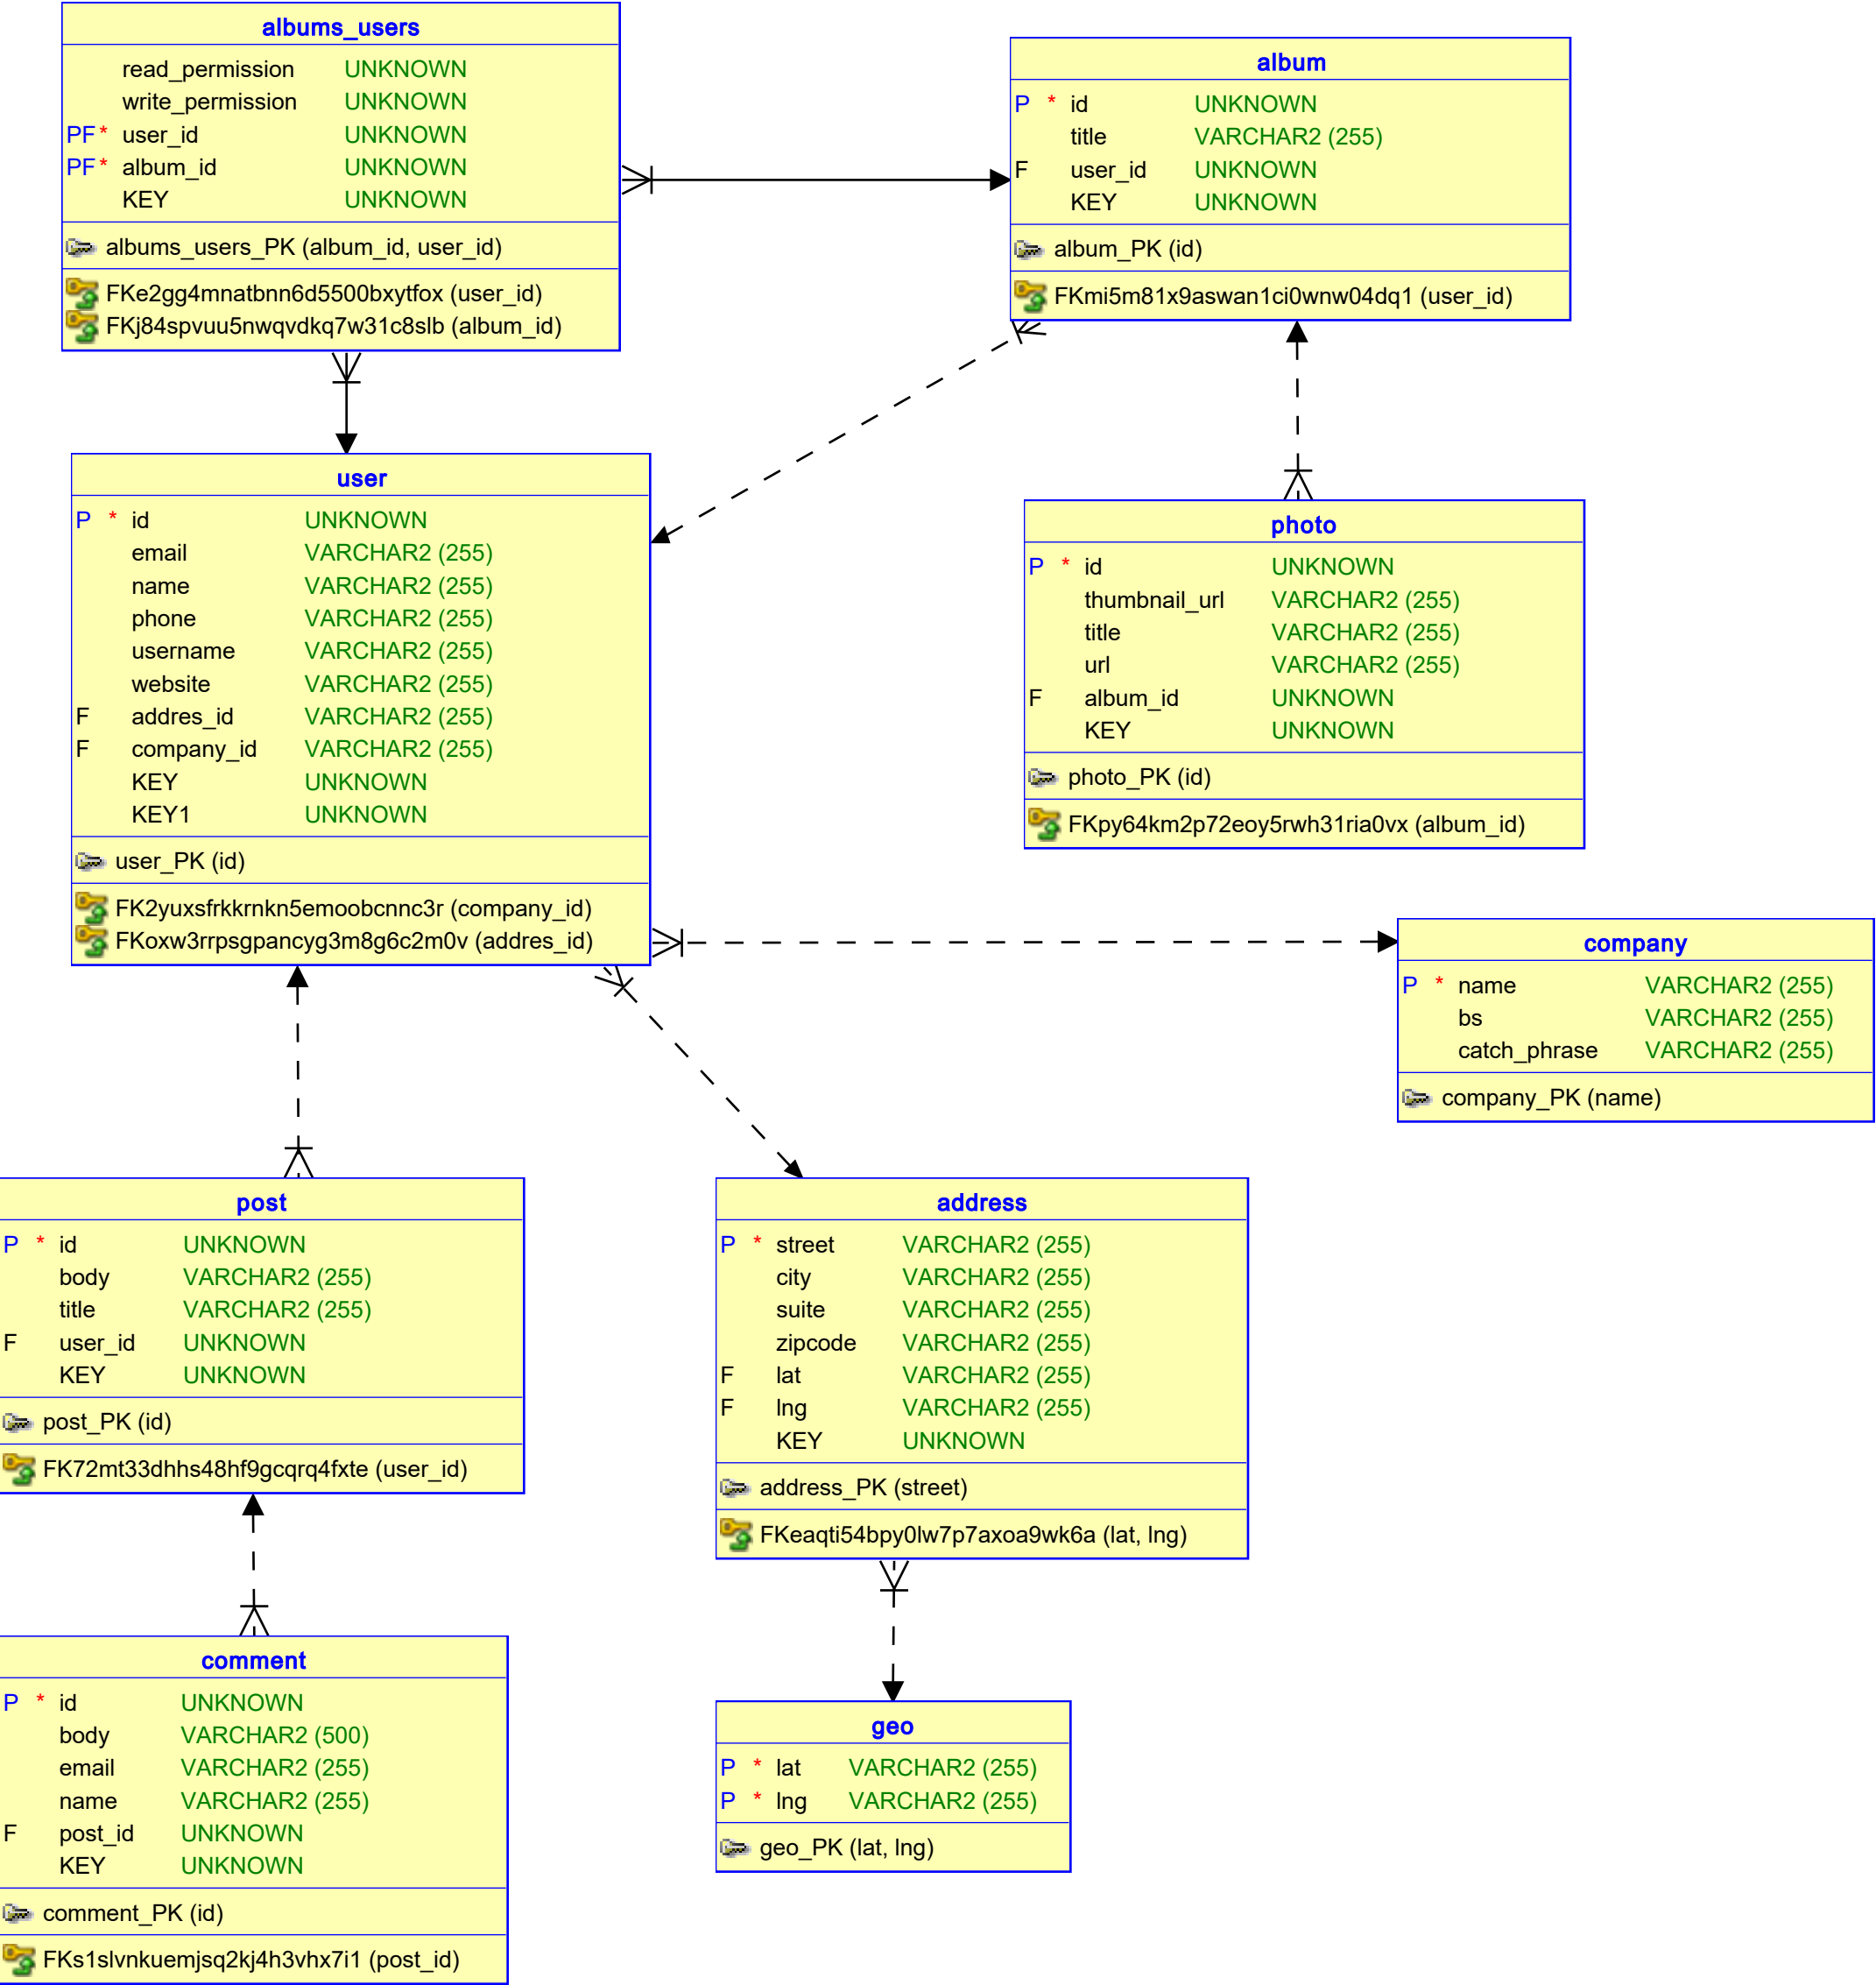 albums_users
read_permission UNKNOWN
write_permission UNKNOWN
PF * user_id UNKNOWN
PF * album_id UNKNOWN
KEY UNKNOWN
albums_users_PK (album_id, user_id)
FKe2gg4mnatbnn6d5500bxytfox (user_id)
FKj84spvuu5nwqvdkq7w31c8slb (album_id)
album
P * id UNKNOWN
title VARCHAR2 (255)
F user_id UNKNOWN
KEY UNKNOWN
album_PK (id)
FKmi5m81x9aswan1ci0wnw04dq1 (user_id)
user
P * id UNKNOWN
email VARCHAR2 (255)
name VARCHAR2 (255)
phone VARCHAR2 (255)
username VARCHAR2 (255)
website VARCHAR2 (255)
F addres_id VARCHAR2 (255)
F company_id VARCHAR2 (255)
KEY UNKNOWN
KEY1 UNKNOWN
user_PK (id)
FK2yuxsfrkkrnkn5emoobcnnc3r (company_id)
FKoxw3rrpsgpancyg3m8g6c2m0v (addres_id)
photo
P * id UNKNOWN
thumbnail_url VARCHAR2 (255)
title VARCHAR2 (255)
url VARCHAR2 (255)
F album_id UNKNOWN
KEY UNKNOWN
photo_PK (id)
FKpy64km2p72eoy5rwh31ria0vx (album_id)
company
P * name VARCHAR2 (255)
bs VARCHAR2 (255)
catch_phrase VARCHAR2 (255)
company_PK (name)
post
P * id UNKNOWN
body VARCHAR2 (255)
title VARCHAR2 (255)
F user_id UNKNOWN
KEY UNKNOWN
post_PK (id)
FK72mt33dhhs48hf9gcqrq4fxte (user_id)
address
P * street VARCHAR2 (255)
city VARCHAR2 (255)
suite VARCHAR2 (255)
zipcode VARCHAR2 (255)
F lat VARCHAR2 (255)
F lng VARCHAR2 (255)
KEY UNKNOWN
address_PK (street)
FKeaqti54bpy0lw7p7axoa9wk6a (lat, lng)
comment
P * id UNKNOWN
body VARCHAR2 (500)
email VARCHAR2 (255)
name VARCHAR2 (255)
F post_id UNKNOWN
KEY UNKNOWN
comment_PK (id)
FKs1slvnkuemjsq2kj4h3vhx7i1 (post_id)
geo
P * lat VARCHAR2 (255)
P * lng VARCHAR2 (255)
geo_PK (lat, lng)